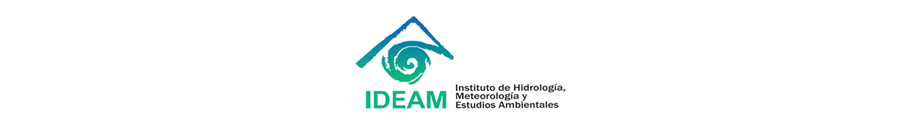 IDEAM
Instituto de Hidrología,
Meteorología y
Estudios Ambientales